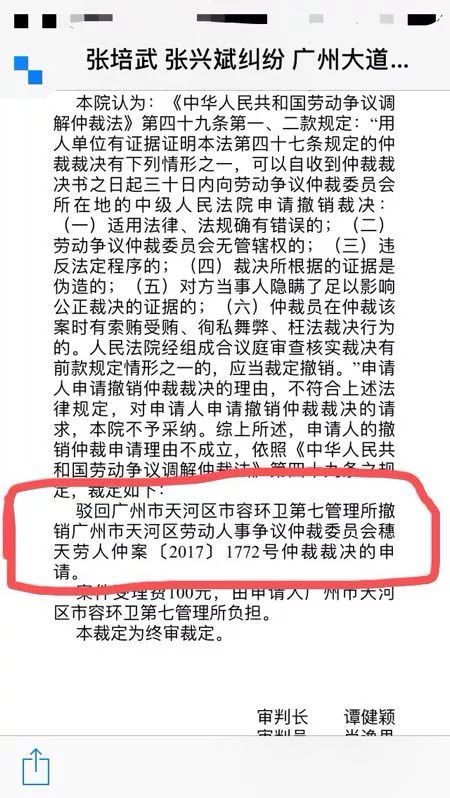 张培武 张兴斌纠纷 广州大道...
本院认为：《中华人民共和国劳动争议调
解仲裁法》第四十九条第一、二款规定：“用
人单位有证据证明本法第四十七条规定的仲
裁裁决有下列情形之一，可以自收到仲裁裁
决书之日起三十日内向劳动争议仲裁委员会
所在地的中级人民法院申请撤销裁决：
（一）适用法律、法规确有错误的；（二）
劳动争议仲裁委员会无管辖权的；（三）违
反法定程序的；（四）裁决所根据的证据是
伪造的；（五）对方当事人隐瞒了足以影响
公正裁决的证据的；（六）仲裁员在仲裁该
案时有索贿受贿、徇私舞弊、枉法裁决行为
的。人民法院经组成合议庭审查核实裁决有
前款规定情形之一的，应当裁定撤销。”申请
人申请撤销仲裁裁决的理由，不符合上述法
律规定，对申请人申请撤销仲裁裁决的请
求，本院不予采纳。综上所述，申请人的撤
销仲裁申请理由不成立，依照《中华人民共
和国劳动争议调解仲裁法》第四十九条之规
定，裁定如下：
驳回广州市天河区市容环卫第七管理所撤
销广州市天河区劳动人事争议仲裁委员会穗
天劳人仲案〔2017〕1772号仲裁裁决的申
请。
案件受理费100元，由申请人广州市天河
区市容环卫第七管理所负担。
本裁定为终审裁定。
审判长 谭健颖
审判员